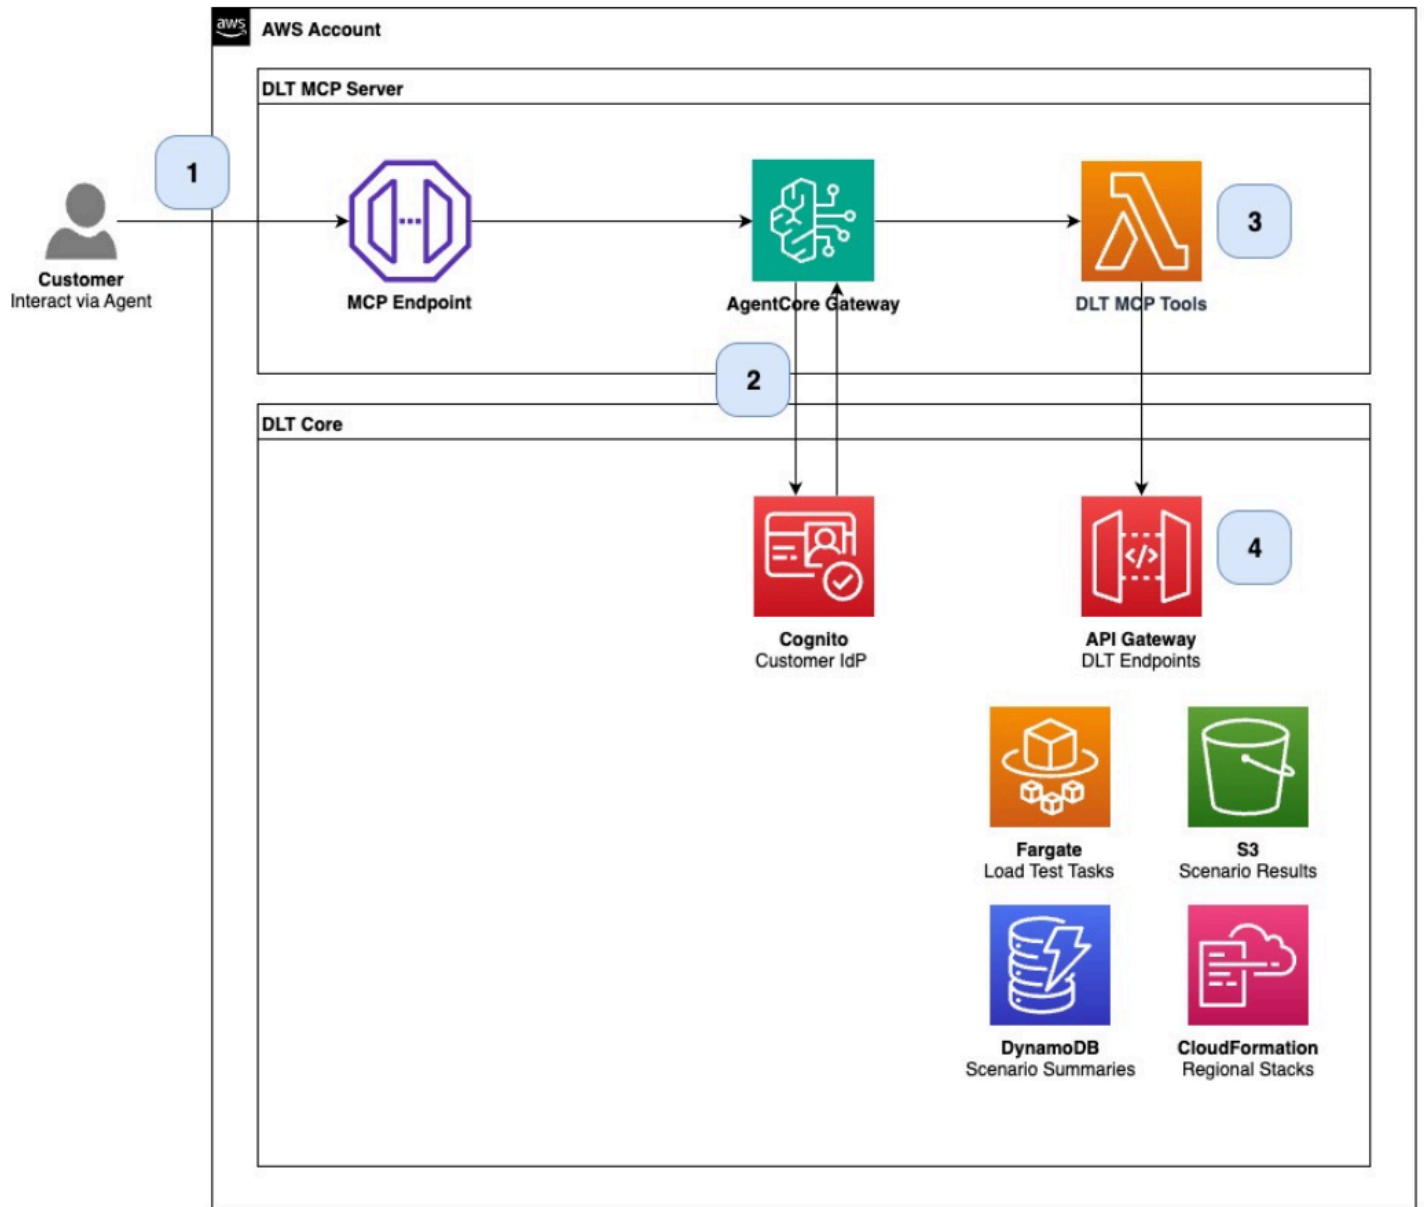 aws
AWS Account
DLT MCP Server
1
3
Customer
Interact via Agent
MCP Endpoint
AgentCore Gateway
DLT MCP Tools
2
DLT Core
4
Cognito
Customer IdP
API Gateway
DLT Endpoints
</>
Fargate
Load Test Tasks
S3
Scenario Results
DynamoDB
Scenario Summaries
CloudFormation
Regional Stacks